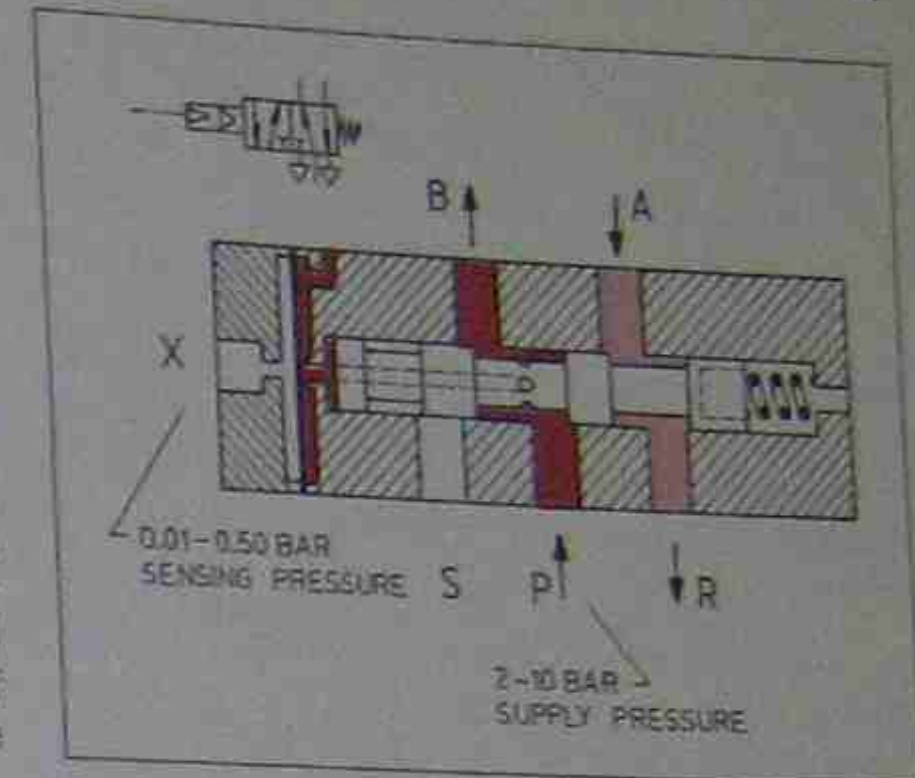 B
A
X
0.01-0.50 BAR
SENSING PRESSURE
S
P
R
2-10 BAR
SUPPLY PRESSURE